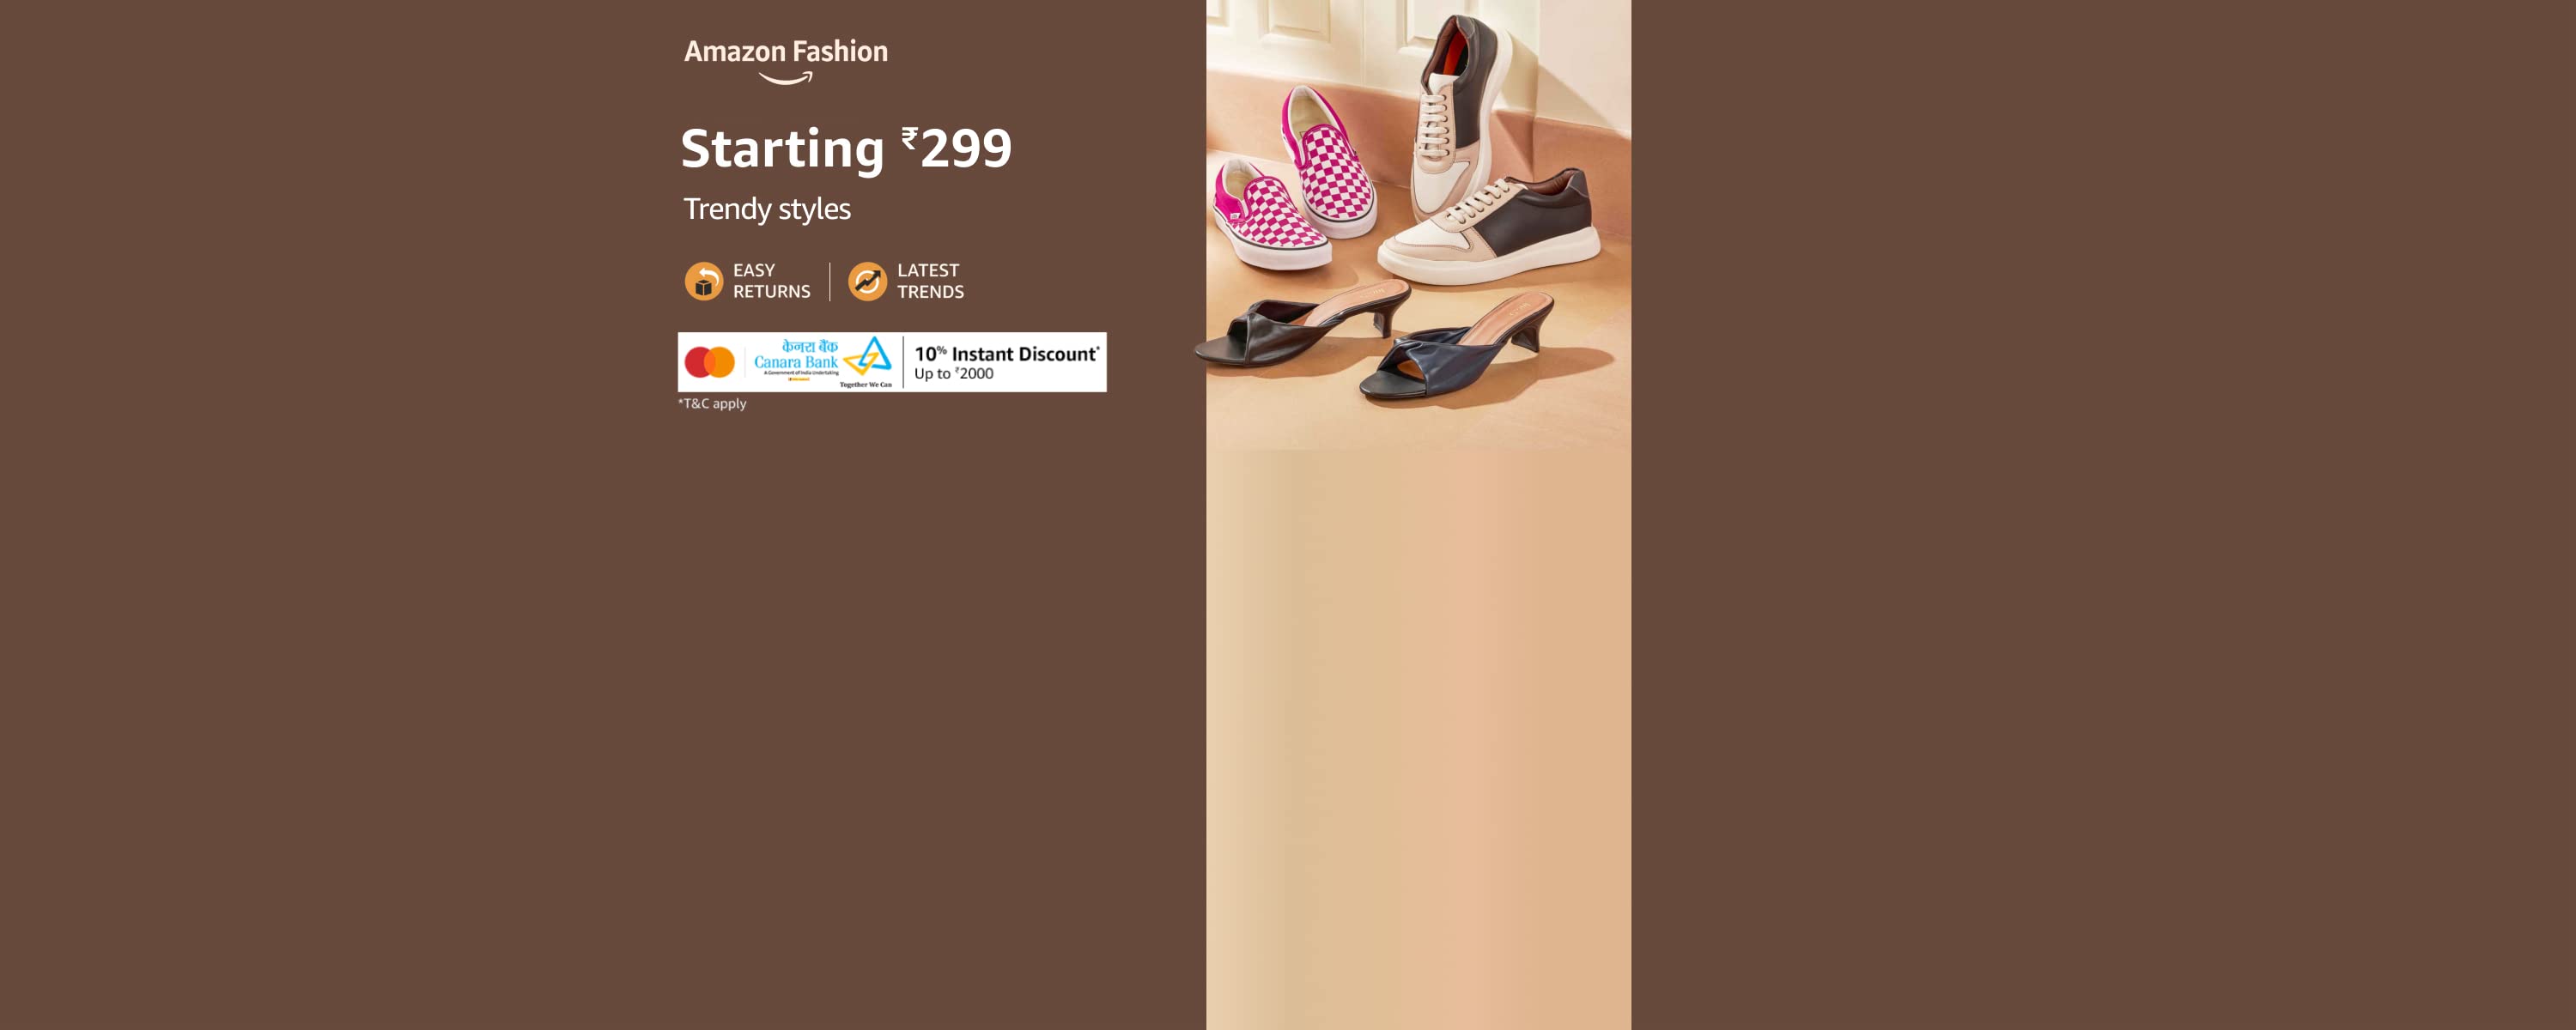 Amazon Fashion
Starting ₹299
Trendy styles
EASY
RETURNS
LATEST
TRENDS
केनरा बैंक
Canara Bank
A Government of India Undertaking
Together We Can
10% Instant Discount*
Up to ₹2000
*T&C apply